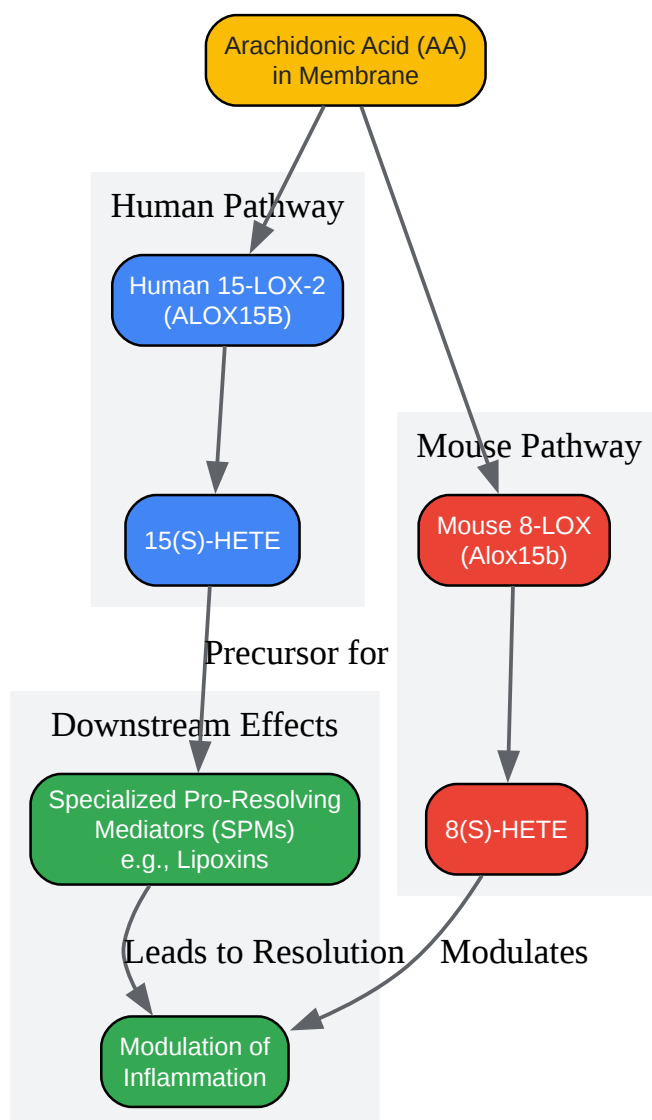 Arachidonic Acid (AA)
in Membrane
Human Pathway
Human 15-LOX-2
(ALOX15B)
15(S)-HETE
Mouse Pathway
Mouse 8-LOX
(Alox15b)
8(S)-HETE
Precursor for
Downstream Effects
Specialized Pro-Resolving
Mediators (SPMs)
e.g., Lipoxins
Leads to Resolution
Modulates
Modulation of
Inflammation